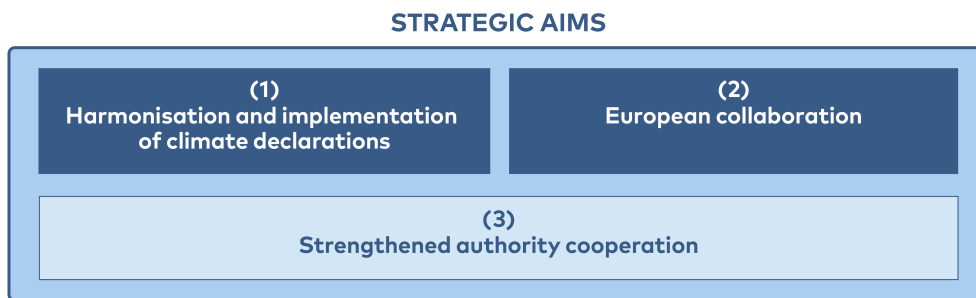 STRATEGIC AIMS
(1)
Harmonisation and implementation
of climate declarations
(2)
European collaboration
(3)
Strengthened authority cooperation